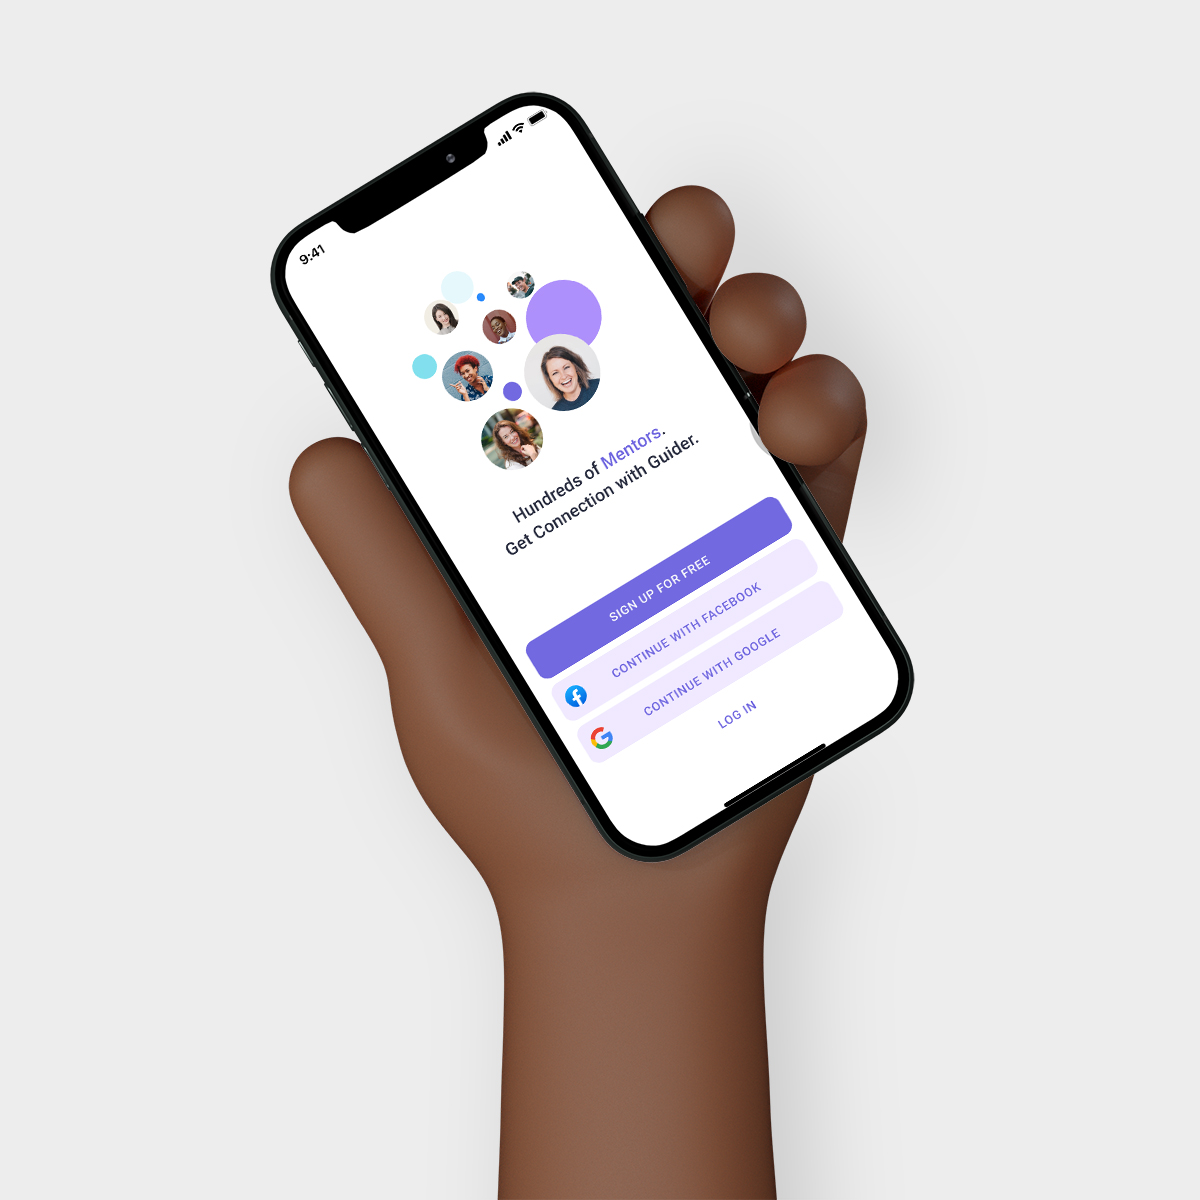 9:41
Hundreds of Mentors.
Get Connection with Guider.
SIGN UP FOR FREE
CONTINUE WITH FACEBOOK
CONTINUE WITH GOOGLE
LOG IN